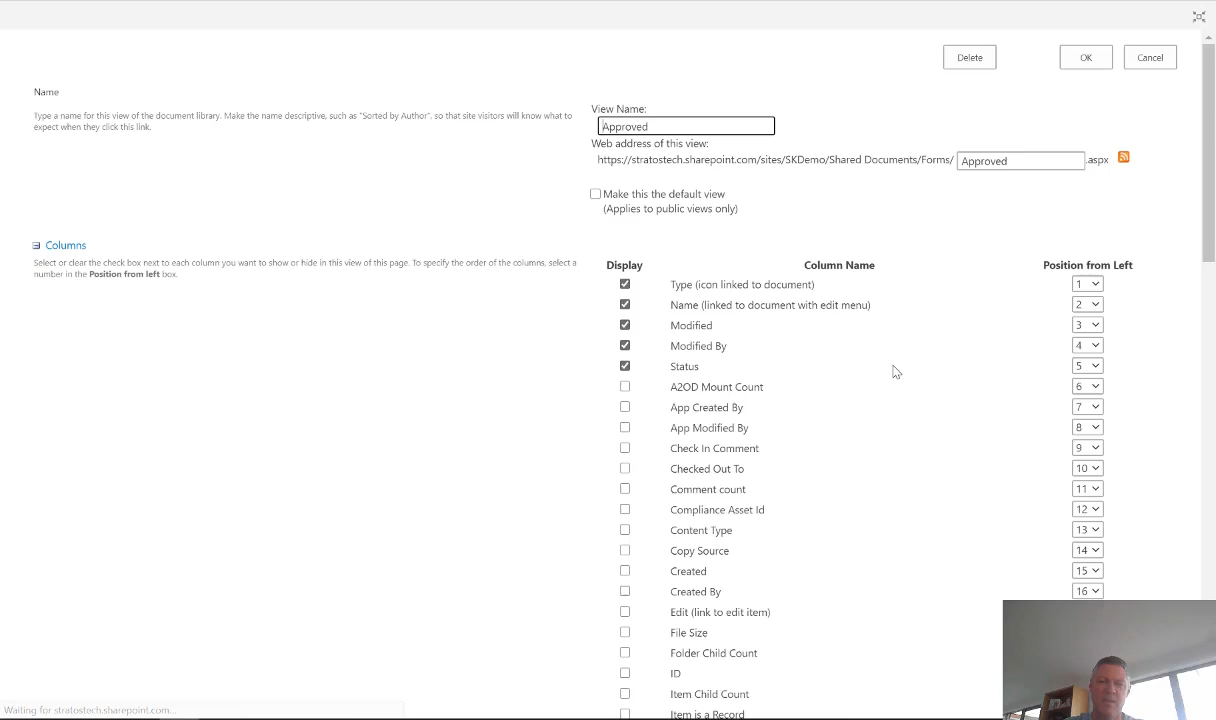 Delete
OK
Cancel
Name
Type a name for this view of the document library. Make the name descriptive, such as "Sorted by Author", so that site visitors will know what to
expect when they click this link.
View Name:
Approved
Web address of this view:
https://stratostech.sharepoint.com/sites/SKDemo/Shared Documents/Forms/ Approved .aspx
Make this the default view
(Applies to public views only)
Columns
Select or clear the check box next to each column you want to show or hide in this view of this page. To specify the order of the columns, select a
number in the Position from left box.
Display Column Name Position from Left
Type (icon linked to document) 1
Name (linked to document with edit menu) 2
Modified 3
Modified By 4
Status 5
A2OD Mount Count 6
App Created By 7
App Modified By 8
Check In Comment 9
Checked Out To 10
Comment count 11
Compliance Asset Id 12
Content Type 13
Copy Source 14
Created 15
Created By 16
Edit (link to edit item)
File Size
Folder Child Count
ID
Item Child Count
Item is a Record
Waiting for stratostech.sharepoint.com...